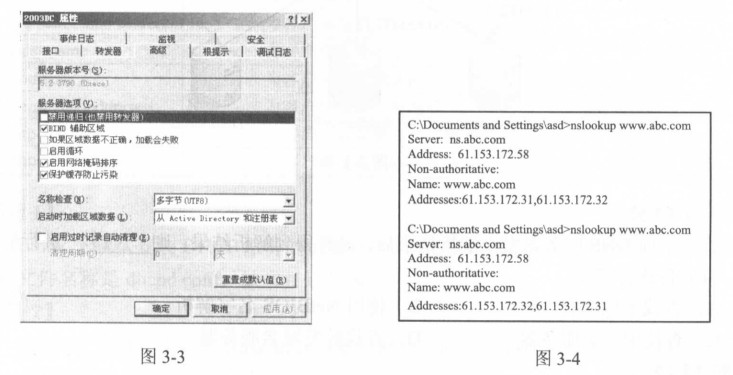 2003BC 属性
事件日志 监视 安全
接口 转发器 高级 根提示 调试日志
服务器版本号(S):
5.2 3790
服务器选项(V):
禁用递归(也禁用转发器)
BIND 辅助区域
如果区域数据不正确，加载会失败
启用循环
启用网络掩码排序
保护缓存防止污染
名称检查(N): 多字节(UTF8)
启动时加载区域数据(L): 从 Active Directory 和注册表
启用过时记录自动清理(E)
清理周期(C): 0 天
重置成默认值(R)
确定 取消 应用(A)
图 3-3
C:\Documents and Settings\asd>nslookup www.abc.com
Server: ns.abc.com
Address: 61.153.172.58
Non-authoritative:
Name: www.abc.com
Addresses:61.153.172.31,61.153.172.32
C:\Documents and Settings\asd>nslookup www.abc.com
Server: ns.abc.com
Address: 61.153.172.58
Non-authoritative:
Name: www.abc.com
Addresses:61.153.172.32,61.153.172.31
图 3-4